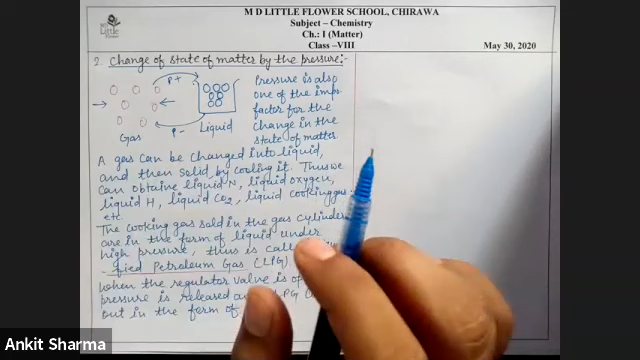 M D LITTLE FLOWER SCHOOL, CHIRAWA
Subject – Chemistry
Ch.: I (Matter)
Class –VIII
May 30, 2020
Little
2. Change of state of matter by the pressure:-
P+
P-
Gas
Liquid
Pressure is also
one of the imp.
factor for the
change in the
state of matter
A gas can be changed into liquid,
and then solid by cooling it. Thus we
can obtaine liquid N, liquid oxygen,
liquid H, liquid CO2, liquid cooking gas
etc.
The cooking gas sold in the gas cylinder
are in the form of liquid under
high pressure, thus is called
-fied Petroleum Gas (LPG)
when the regulator valve is
pressure is released
out in the form of
Ankit Sharma